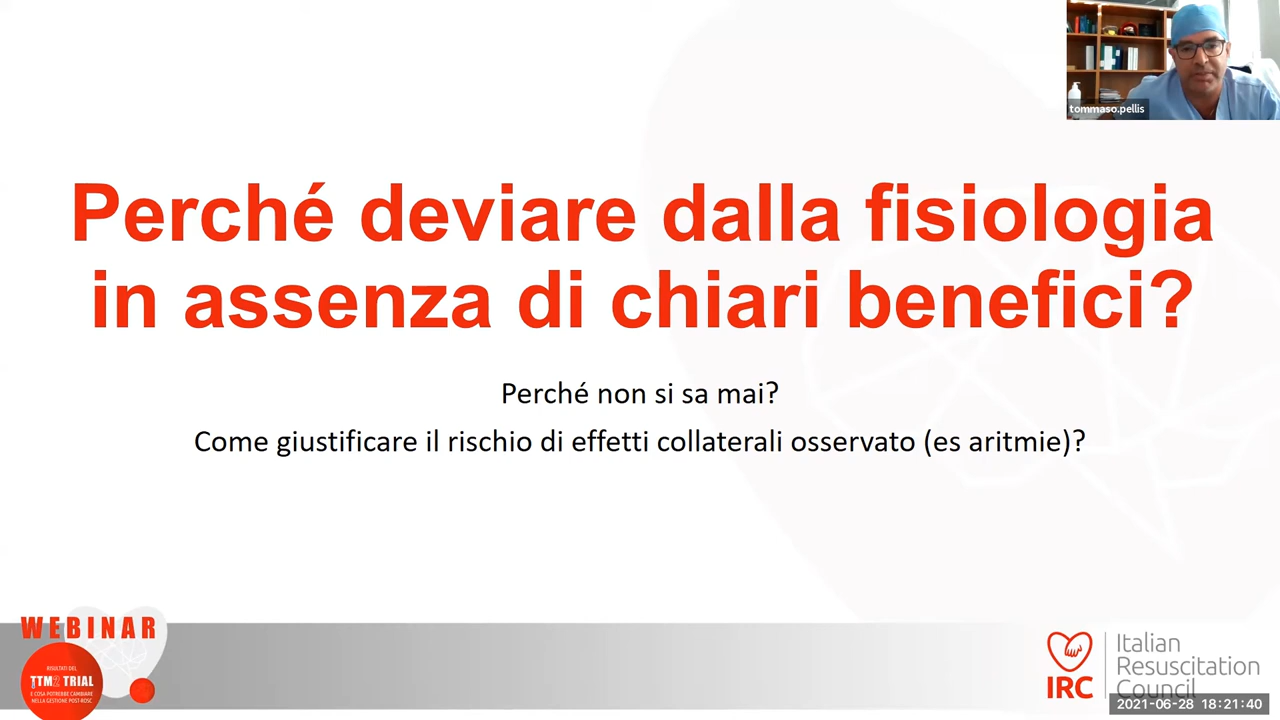 tommaso.pellis
Perché deviare dalla fisiologia
in assenza di chiari benefici?
Perché non si sa mai?
Come giustificare il rischio di effetti collaterali osservato (es aritmie)?
WEBINAR
RISULTATI DEL
TTM2 TRIAL
E COSA POTREBBE CAMBIARE
NELLA GESTIONE POST-ROSC
IRC
Italian
Resuscitation
Council
2021-06-28 18:21:40